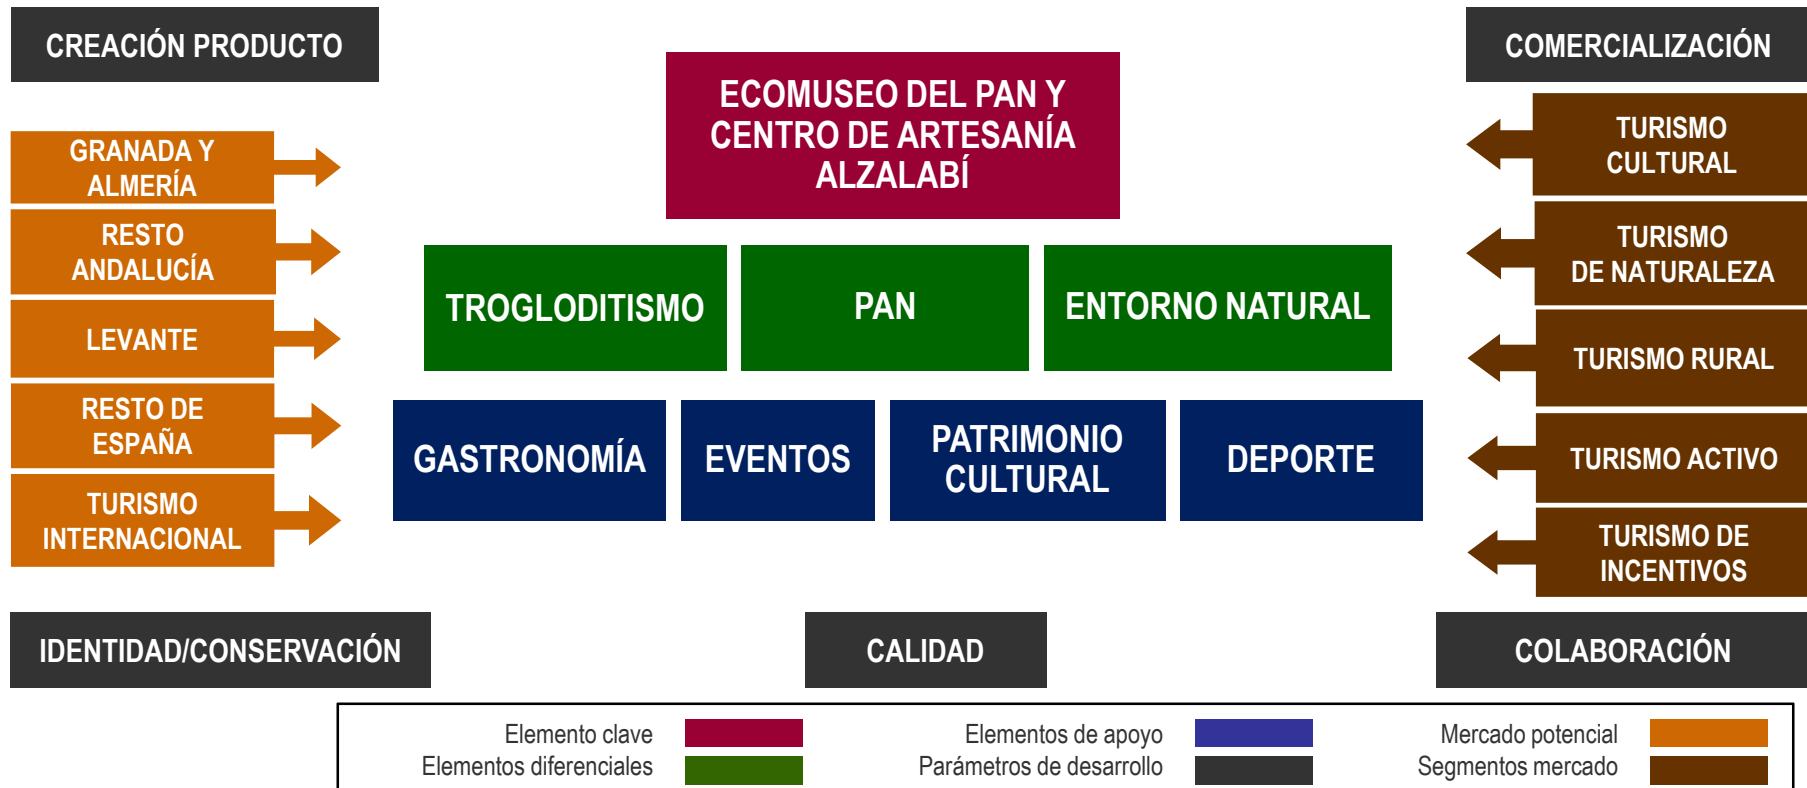 CREACIÓN PRODUCTO
COMERCIALIZACIÓN
ECOMUSEO DEL PAN Y
CENTRO DE ARTESANÍA
ALZALABÍ
GRANADA Y
ALMERÍA
RESTO
ANDALUCÍA
LEVANTE
RESTO DE
ESPAÑA
TURISMO
INTERNACIONAL
TROGLODITISMO
PAN
ENTORNO NATURAL
GASTRONOMÍA
EVENTOS
PATRIMONIO
CULTURAL
DEPORTE
TURISMO
CULTURAL
TURISMO
DE NATURALEZA
TURISMO RURAL
TURISMO ACTIVO
TURISMO DE
INCENTIVOS
IDENTIDAD/CONSERVACIÓN
CALIDAD
COLABORACIÓN
Elemento clave
Elementos diferenciales
Elementos de apoyo
Parámetros de desarrollo
Mercado potencial
Segmentos mercado